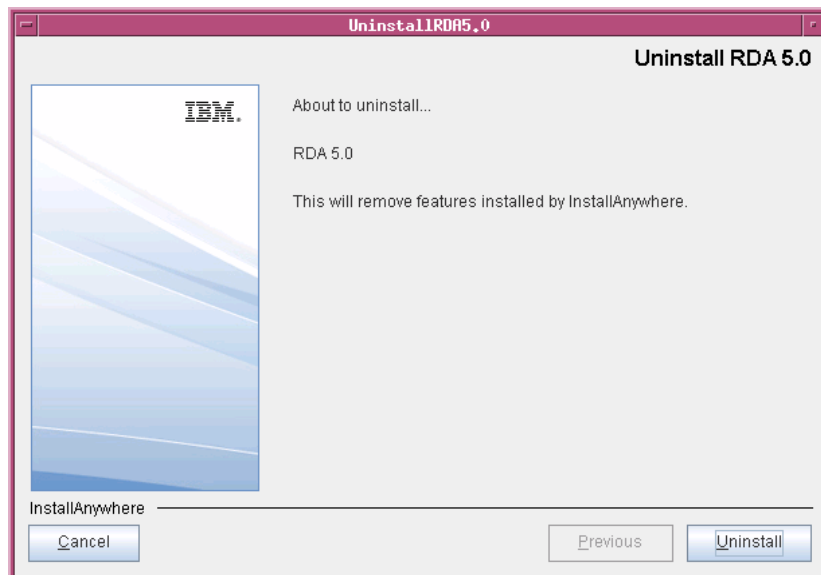 UninstallRDA5.0
Uninstall RDA 5.0
IBM.
About to uninstall...
RDA 5.0
This will remove features installed by InstallAnywhere.
InstallAnywhere
Cancel
Previous
Uninstall